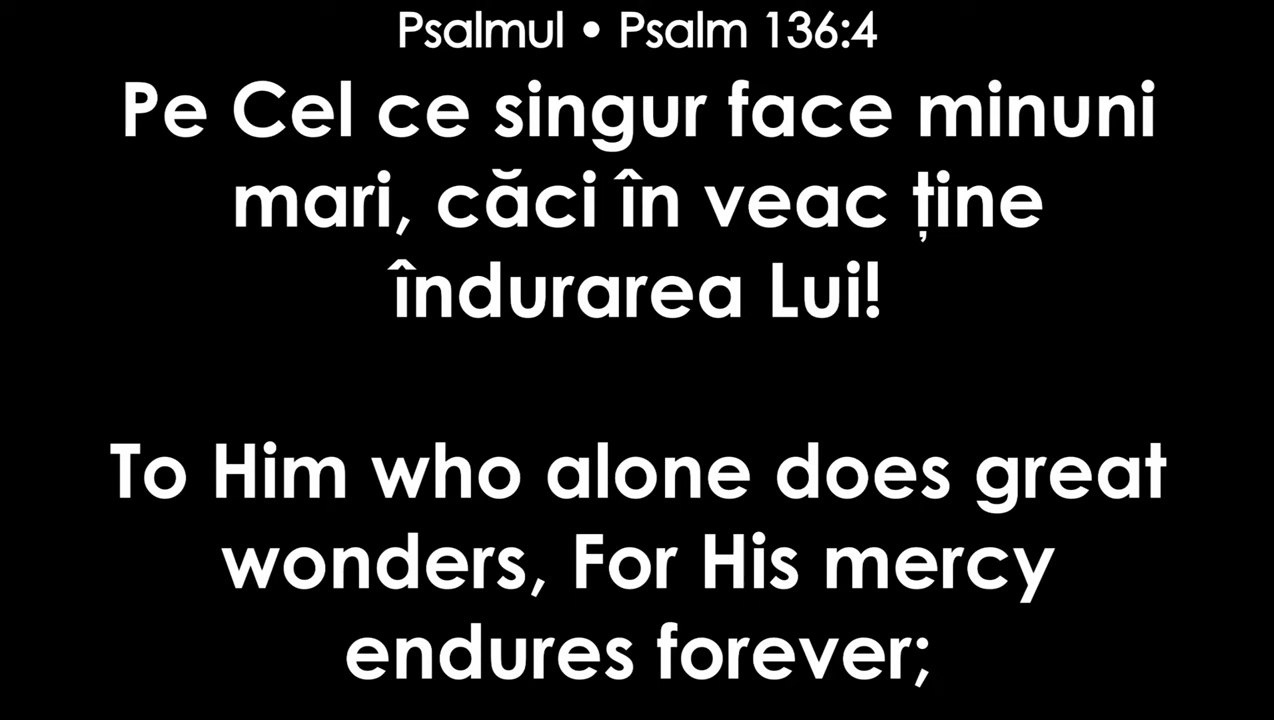 Psalmul • Psalm 136:4
Pe Cel ce singur face minuni
mari, căci în veac ține
îndurarea Lui!
To Him who alone does great
wonders, For His mercy
endures forever;